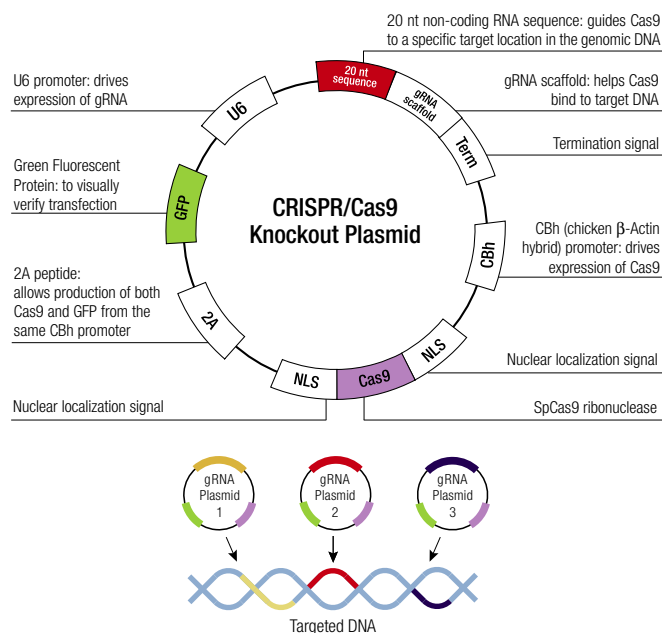 20 nt non-coding RNA sequence: guides Cas9
to a specific target location in the genomic DNA
U6 promoter: drives
expression of gRNA
20 nt
sequence
gRNA
scaffold
Term
U6
gRNA scaffold: helps Cas9
bind to target DNA
Termination signal
Green Fluorescent
Protein: to visually
verify transfection
GFP
CRISPR/Cas9
Knockout Plasmid
CBh
CBh (chicken β-Actin
hybrid) promoter: drives
expression of Cas9
2A peptide:
allows production of both
Cas9 and GFP from the
same CBh promoter
2A
NLS
Cas9
NLS
Nuclear localization signal
Nuclear localization signal
SpCas9 ribonuclease
gRNA
Plasmid
1
gRNA
Plasmid
2
gRNA
Plasmid
3
Targeted DNA